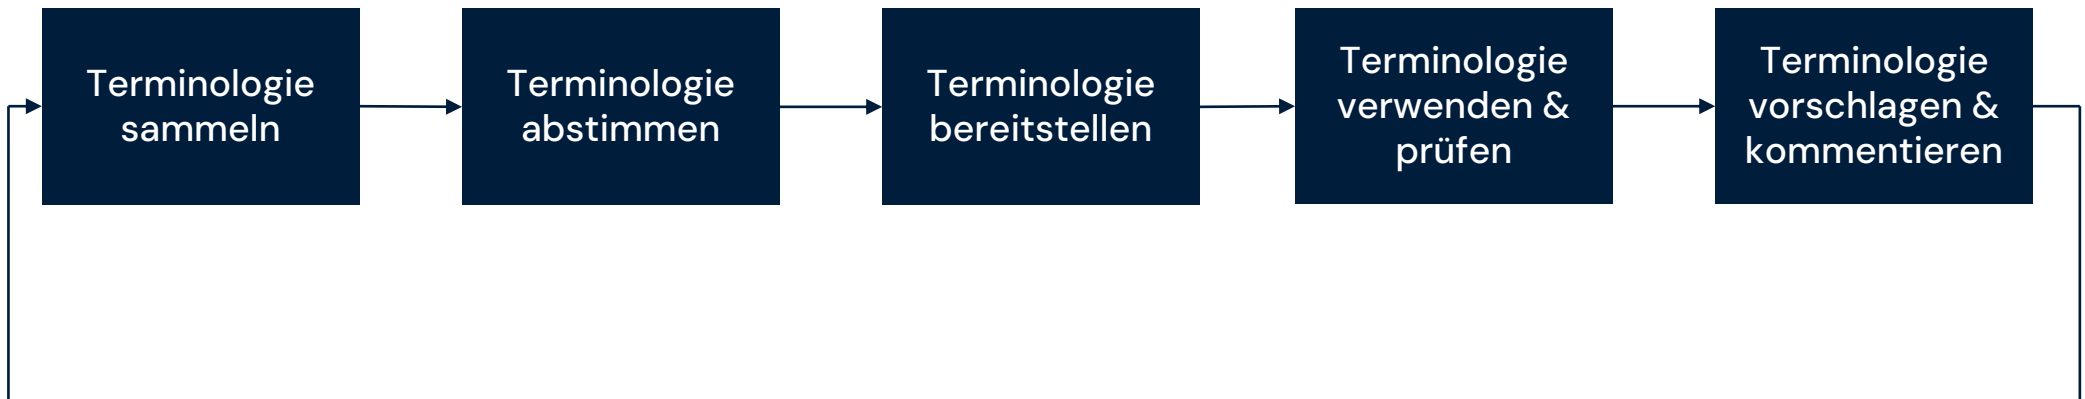 Terminologie
sammeln
Terminologie
abstimmen
Terminologie
bereitstellen
Terminologie
verwenden &
prüfen
Terminologie
vorschlagen &
kommentieren